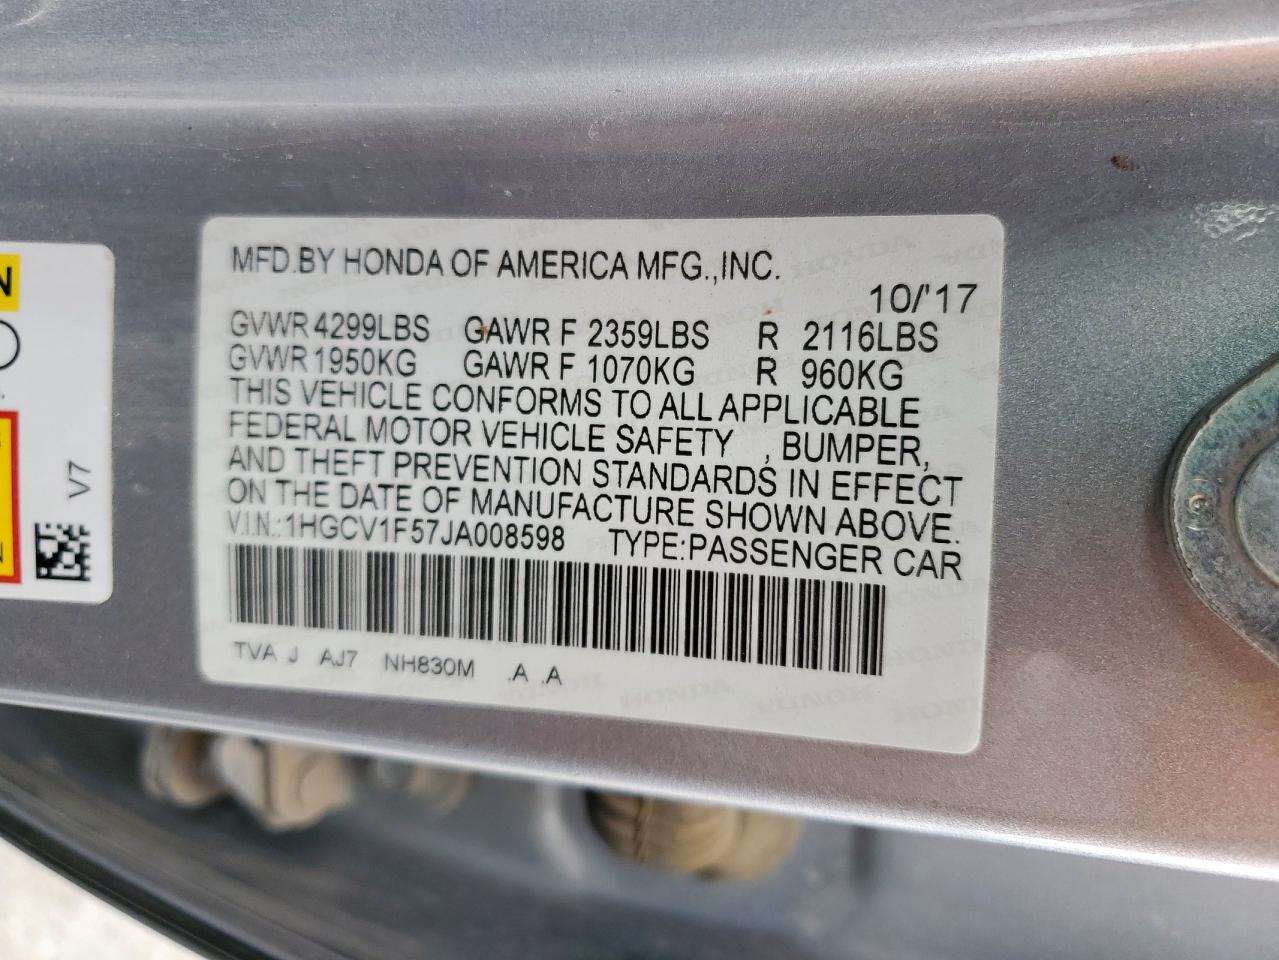 MFD.BY HONDA OF AMERICA MFG.,INC.
10/'17
GVWR 4299LBS GAWR F 2359LBS R 2116LBS
GVWR 1950KG GAWR F 1070KG R 960KG
THIS VEHICLE CONFORMS TO ALL APPLICABLE
FEDERAL MOTOR VEHICLE SAFETY , BUMPER,
AND THEFT PREVENTION STANDARDS IN EFFECT
ON THE DATE OF MANUFACTURE SHOWN ABOVE.
V.I.N.:1HGCV1F57JA008598 TYPE:PASSENGER CAR
TVA J AJ7 NH830M .A .A
V7
N